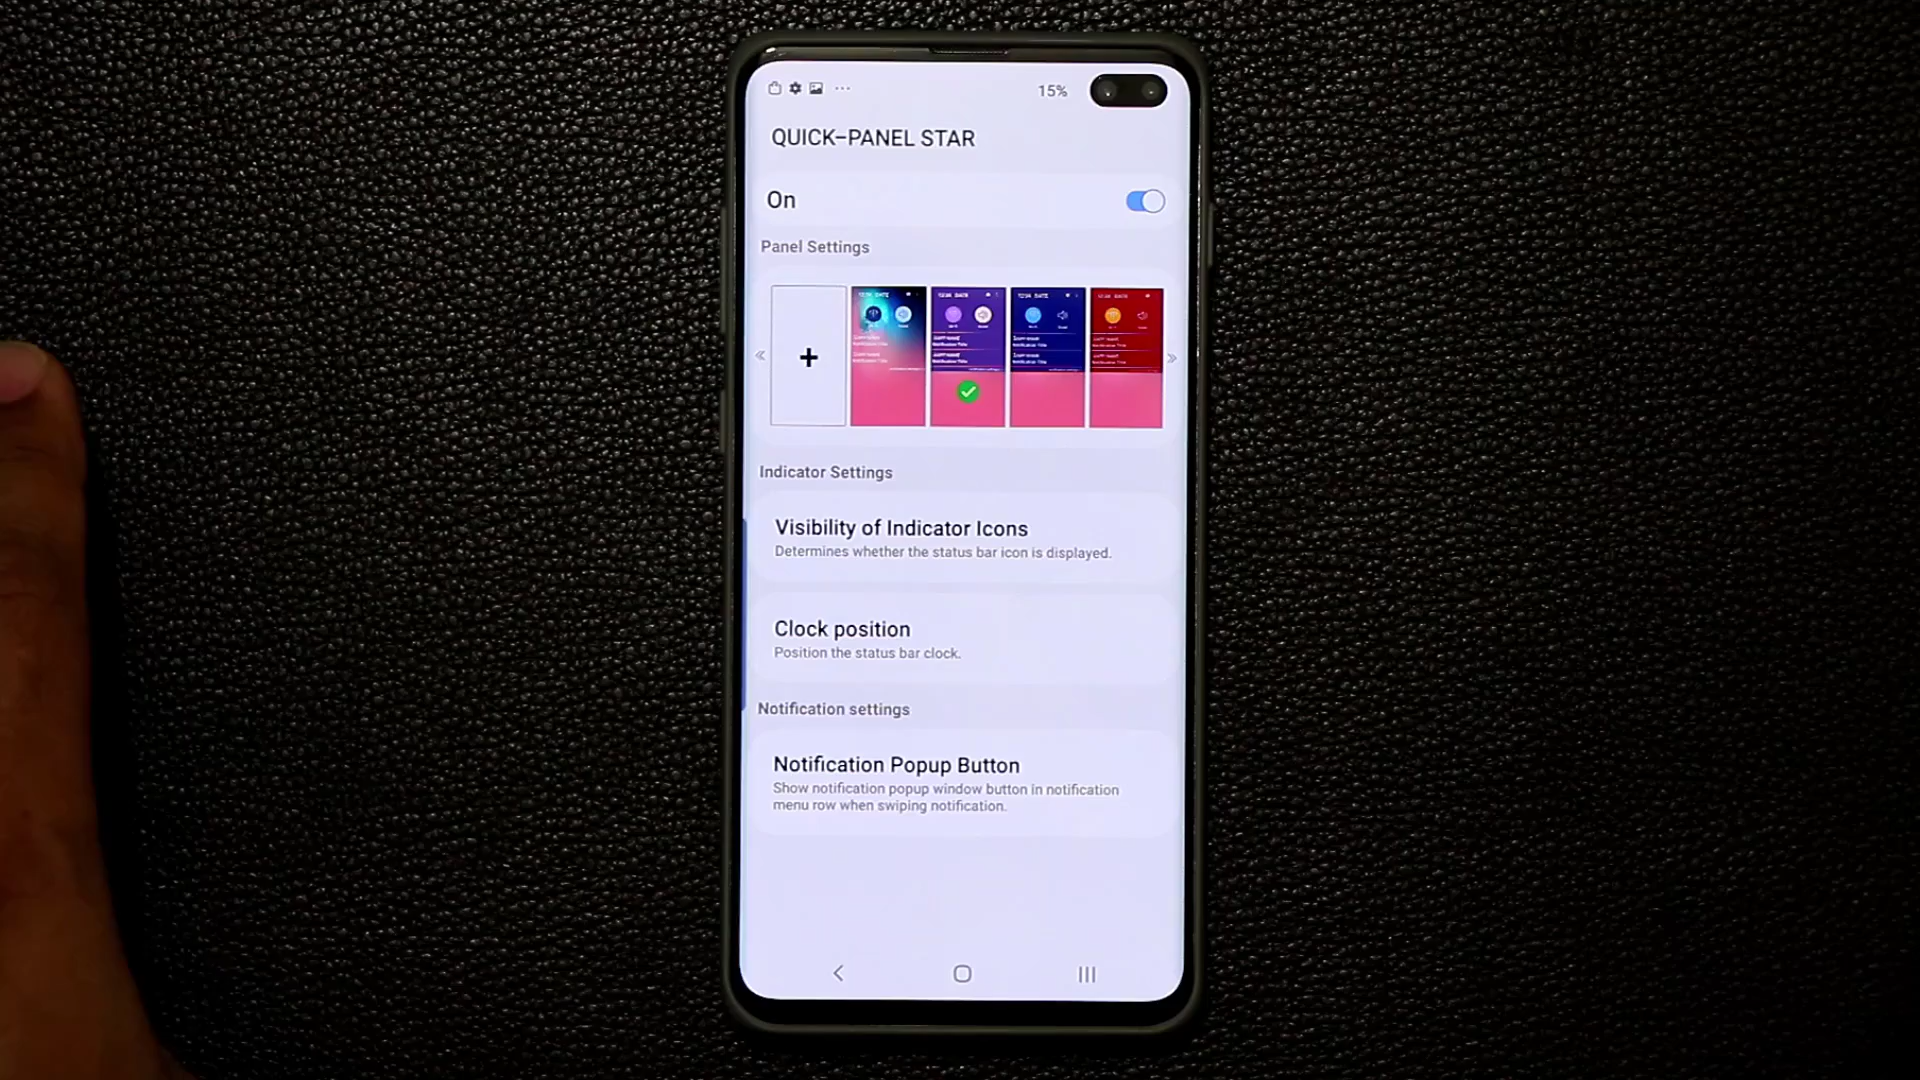 15%
QUICK-PANEL STAR
On
Panel Settings
Indicator Settings
Visibility of Indicator Icons
Determines whether the status bar icon is displayed.
Clock position
Position the status bar clock.
Notification settings
Notification Popup Button
Show notification popup window button in notification
menu row when swiping notification.